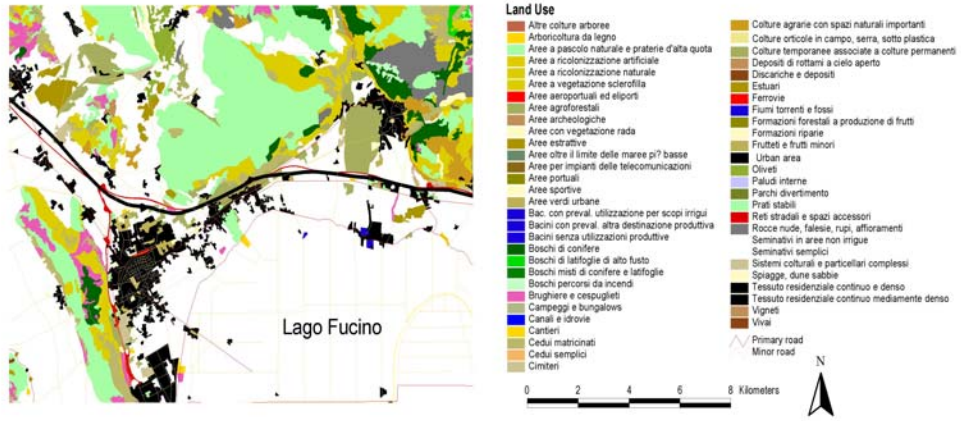 Lago Fucino
Land Use
Altre colture arboree
Arboricoltura da legno
Aree a pascolo naturale e praterie d'alta quota
Aree a ricolonizzazione artificiale
Aree a ricolonizzazione naturale
Aree a vegetazione sclerofilla
Aree aeroportuali ed eliporti
Aree agroforestali
Aree archeologiche
Aree con vegetazione rada
Aree estrattive
Aree oltre il limite delle maree pi? basse
Aree per impianti delle telecomunicazioni
Aree portuali
Aree sportive
Aree verdi urbane
Bac. con preval. utilizzazione per scopi irrigui
Bacini con preval. altra destinazione produttiva
Bacini senza utilizzazioni produttive
Boschi di conifere
Boschi di latifoglie di alto fusto
Boschi misti di conifere e latifoglie
Boschi percorsi da incendi
Brughiere e cespuglieti
Campeggi e bungalows
Canali e idrovie
Cantieri
Cedui matricinati
Cedui semplici
Cimiteri
Colture agrarie con spazi naturali importanti
Colture orticole in campo, serra, sotto plastica
Colture temporanee associate a colture permanenti
Depositi di rottami a cielo aperto
Discariche e depositi
Estuari
Ferrovie
Fiumi torrenti e fossi
Formazioni forestali a produzione di frutti
Formazioni riparie
Frutteti e frutti minori
Urban area
Oliveti
Paludi interne
Parchi divertimento
Prati stabili
Reti stradali e spazi accessori
Rocce nude, falesie, rupi, affioramenti
Seminativi in aree non irrigue
Seminativi semplici
Sistemi colturali e particellari complessi
Spiagge, dune sabbie
Tessuto residenziale continuo e denso
Tessuto residenziale continuo mediamente denso
Vigneti
Vivai
Primary road
Minor road
N
0 2 4 6 8 Kilometers